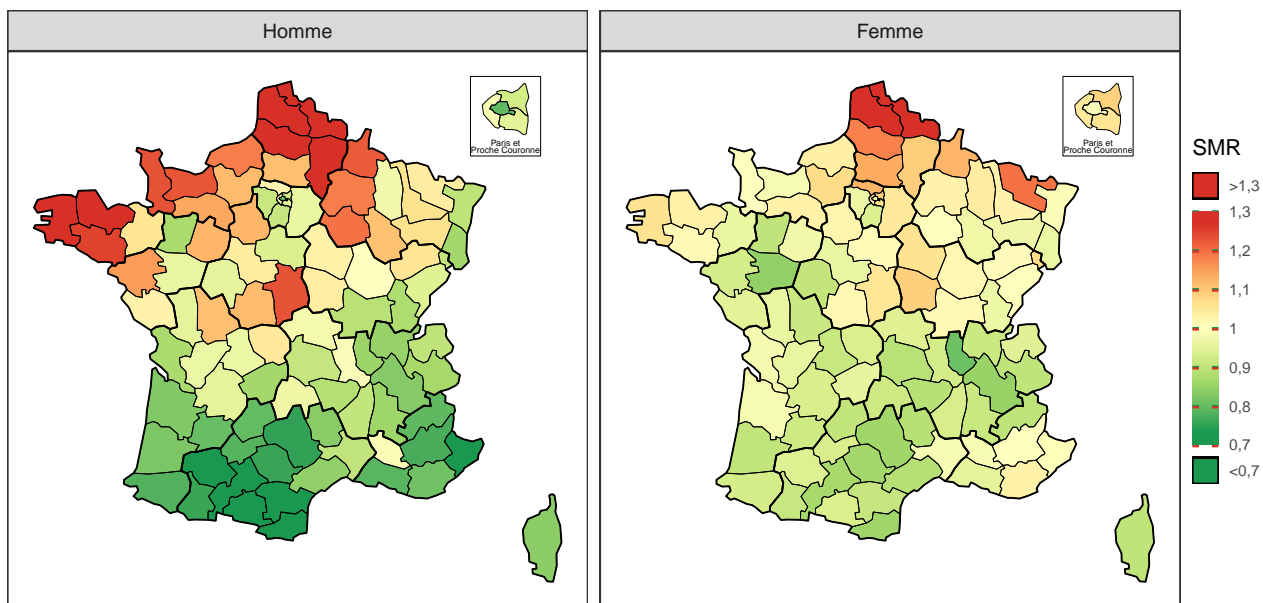 Homme
Femme
Paris et
Proche Couronne
Paris et
Proche Couronne
SMR
>1,3
1,3
1,2
1,1
1
0,9
0,8
0,7
<0,7